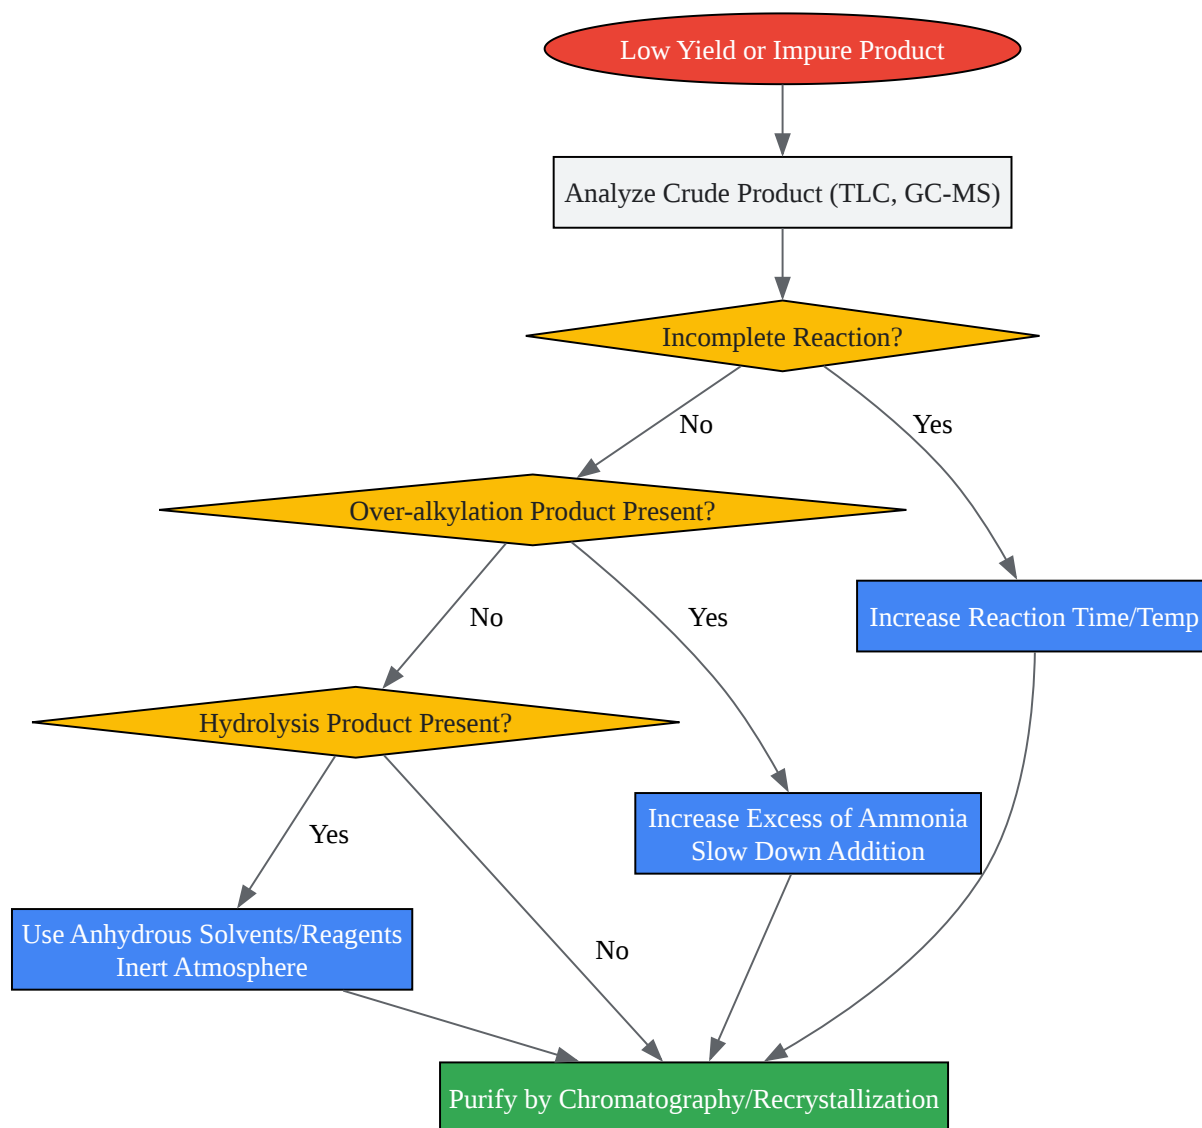 Low Yield or Impure Product
Analyze Crude Product (TLC, GC-MS)
Incomplete Reaction?
No
Yes
Over-alkylation Product Present?
No
Yes
Increase Reaction Time/Temp
Hydrolysis Product Present?
Increase Excess of Ammonia
Slow Down Addition
Yes
No
Use Anhydrous Solvents/Reagents
Inert Atmosphere
Purify by Chromatography/Recrystallization